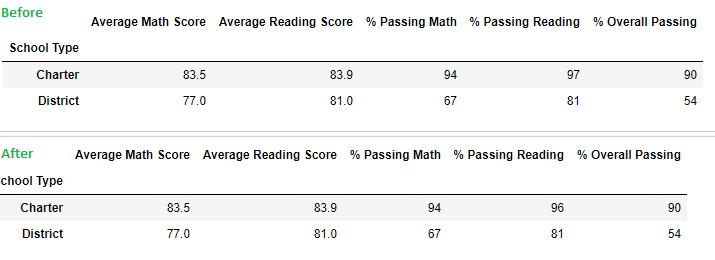 Before
Average Math Score Average Reading Score % Passing Math % Passing Reading % Overall Passing
School Type
Charter 83.5 83.9 94 97 90
District 77.0 81.0 67 81 54
After
Average Math Score Average Reading Score % Passing Math % Passing Reading % Overall Passing
chool Type
Charter 83.5 83.9 94 96 90
District 77.0 81.0 67 81 54